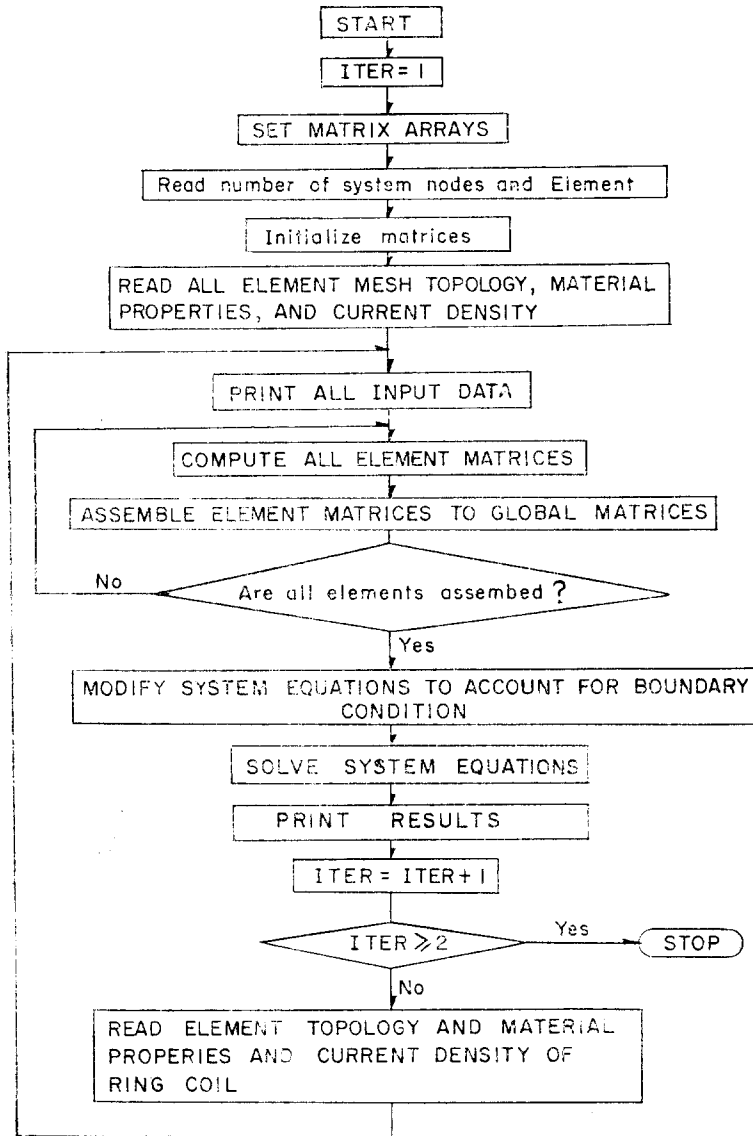 START
ITER = 1
SET MATRIX ARRAYS
Read number of system nodes and Element
Initialize matrices
READ ALL ELEMENT MESH TOPOLOGY, MATERIAL
PROPERTIES, AND CURRENT DENSITY
PRINT ALL INPUT DATA
COMPUTE ALL ELEMENT MATRICES
ASSEMBLE ELEMENT MATRICES TO GLOBAL MATRICES
No
Are all elements assembed ?
Yes
MODIFY SYSTEM EQUATIONS TO ACCOUNT FOR BOUNDARY
CONDITION
SOLVE SYSTEM EQUATIONS
PRINT RESULTS
ITER = ITER + 1
ITER ⩾ 2
Yes
STOP
No
READ ELEMENT TOPOLOGY AND MATERIAL
PROPERIES AND CURRENT DENSITY OF
RING COIL